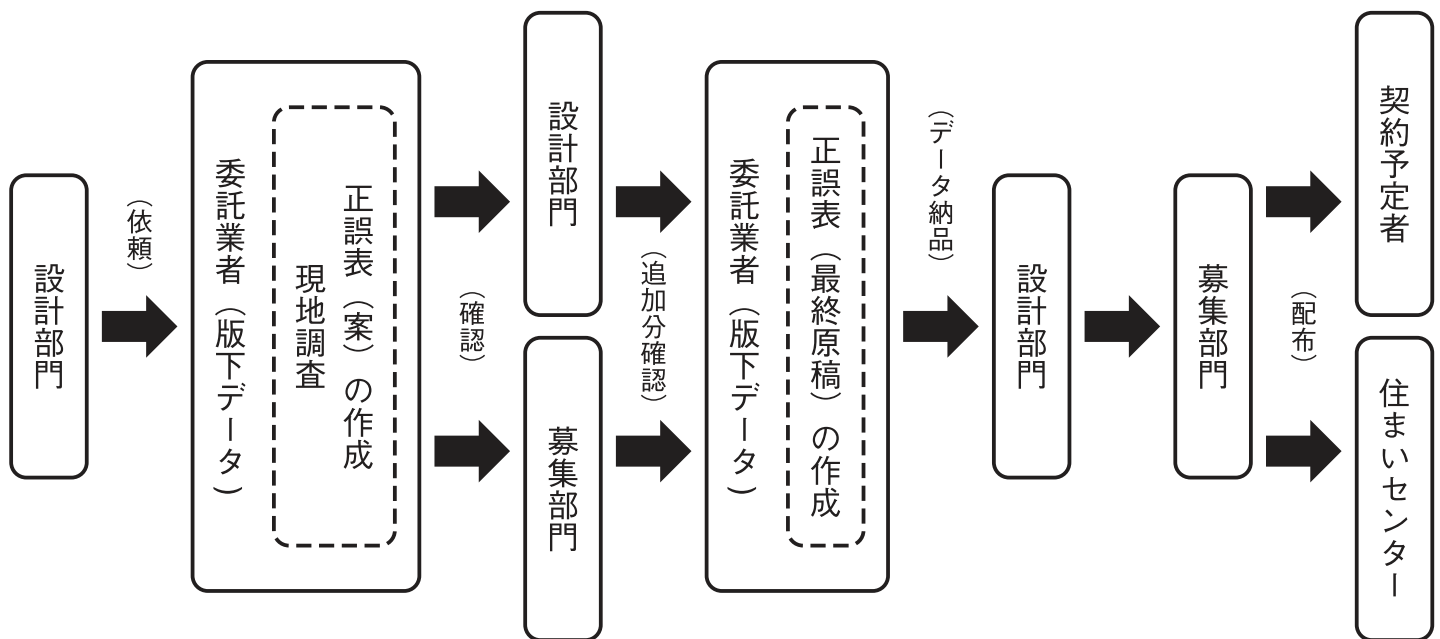 設計部門
（依頼）
委託業者（版下データ）
正誤表（案）の作成
現地調査
（確認）
設計部門
募集部門
（追加分確認）
委託業者（版下データ）
正誤表（最終原稿）の作成
（データ納品）
設計部門
募集部門
（配布）
契約予定者
住まいセンター